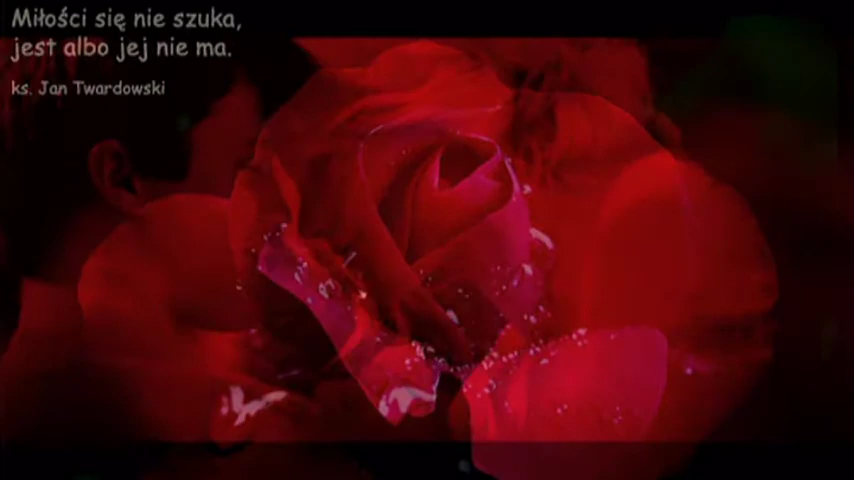 Miłości się nie szuka,
jest albo jej nie ma.
ks. Jan Twardowski